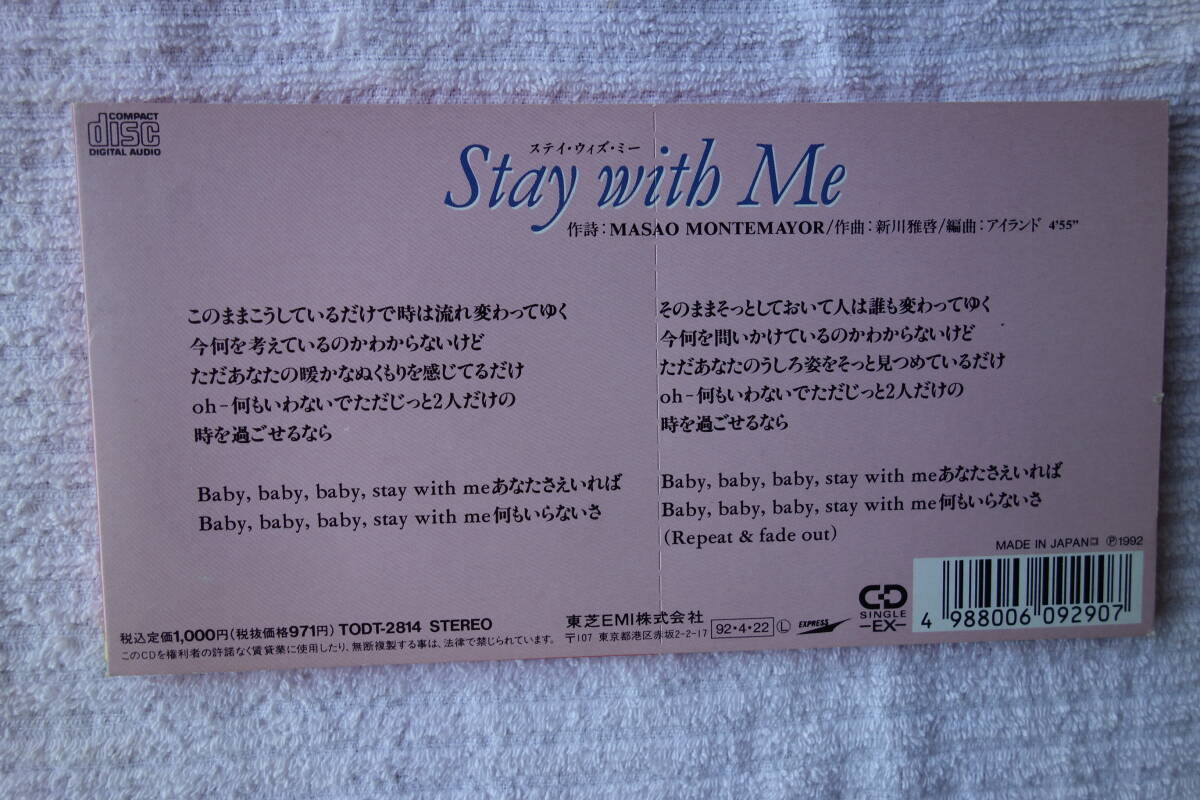 COMPACT
disc
DIGITAL AUDIO
ステイ・ウィズ・ミー
Stay with Me
作詩：MASAO MONTEMAYOR/作曲：新川雅啓/編曲：アイランド 4'55"
このままこうしているだけで時は流れ変わってゆく
今何を考えているのかわからないけど
ただあなたの暖かなぬくもりを感じてるだけ
oh－何もいわないでただじっと2人だけの
時を過ごせるなら
Baby, baby, baby, stay with meあなたさえいれば
Baby, baby, baby, stay with me何もいらないさ
そのままそっとしておいて人は誰も変わってゆく
今何を問いかけているのかわからないけど
ただあなたのうしろ姿をそっと見つめているだけ
oh－何もいわないでただじっと2人だけの
時を過ごせるなら
Baby, baby, baby, stay with meあなたさえいれば
Baby, baby, baby, stay with me何もいらないさ
(Repeat & fade out)
MADE IN JAPAN ℗1992
税込定価1,000円(税抜価格971円) TODT-2814 STEREO
このCDを権利者の許諾なく賃貸業に使用したり、無断複製する事は、法律で禁じられています。
東芝EMI株式会社
〒107 東京都港区赤坂2-2-17
92・4・22 Ⓛ
EXPRESS
CD
SINGLE
-EX-
4 988006 092907